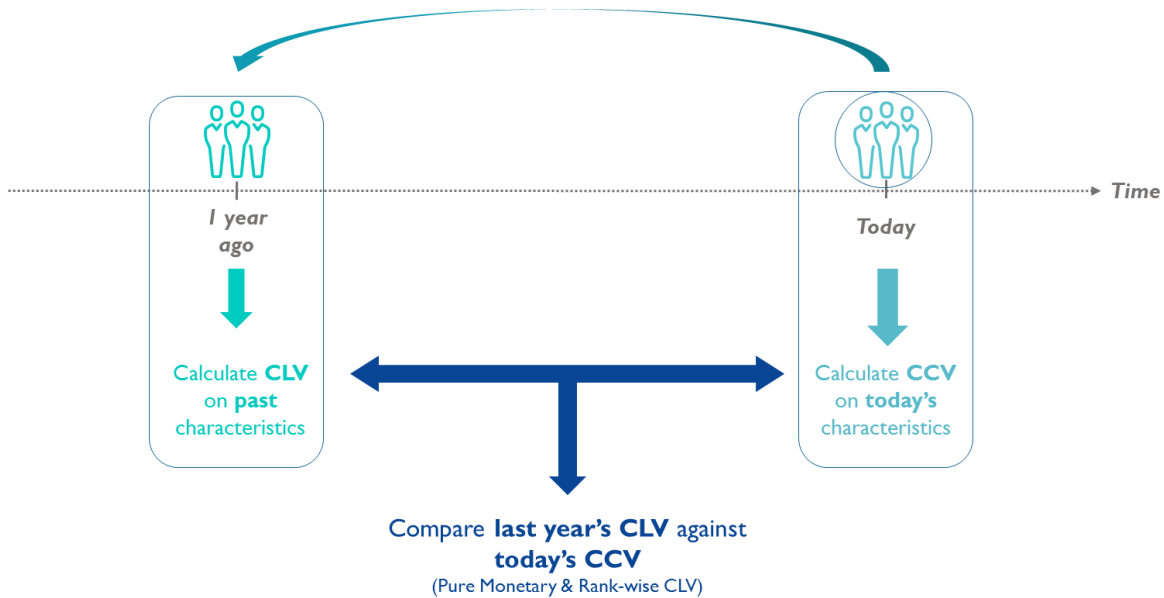 Time
1 year
ago
Today
Calculate CLV
on past
characteristics
Calculate CCV
on today's
characteristics
Compare last year's CLV against
today's CCV
(Pure Monetary & Rank-wise CLV)